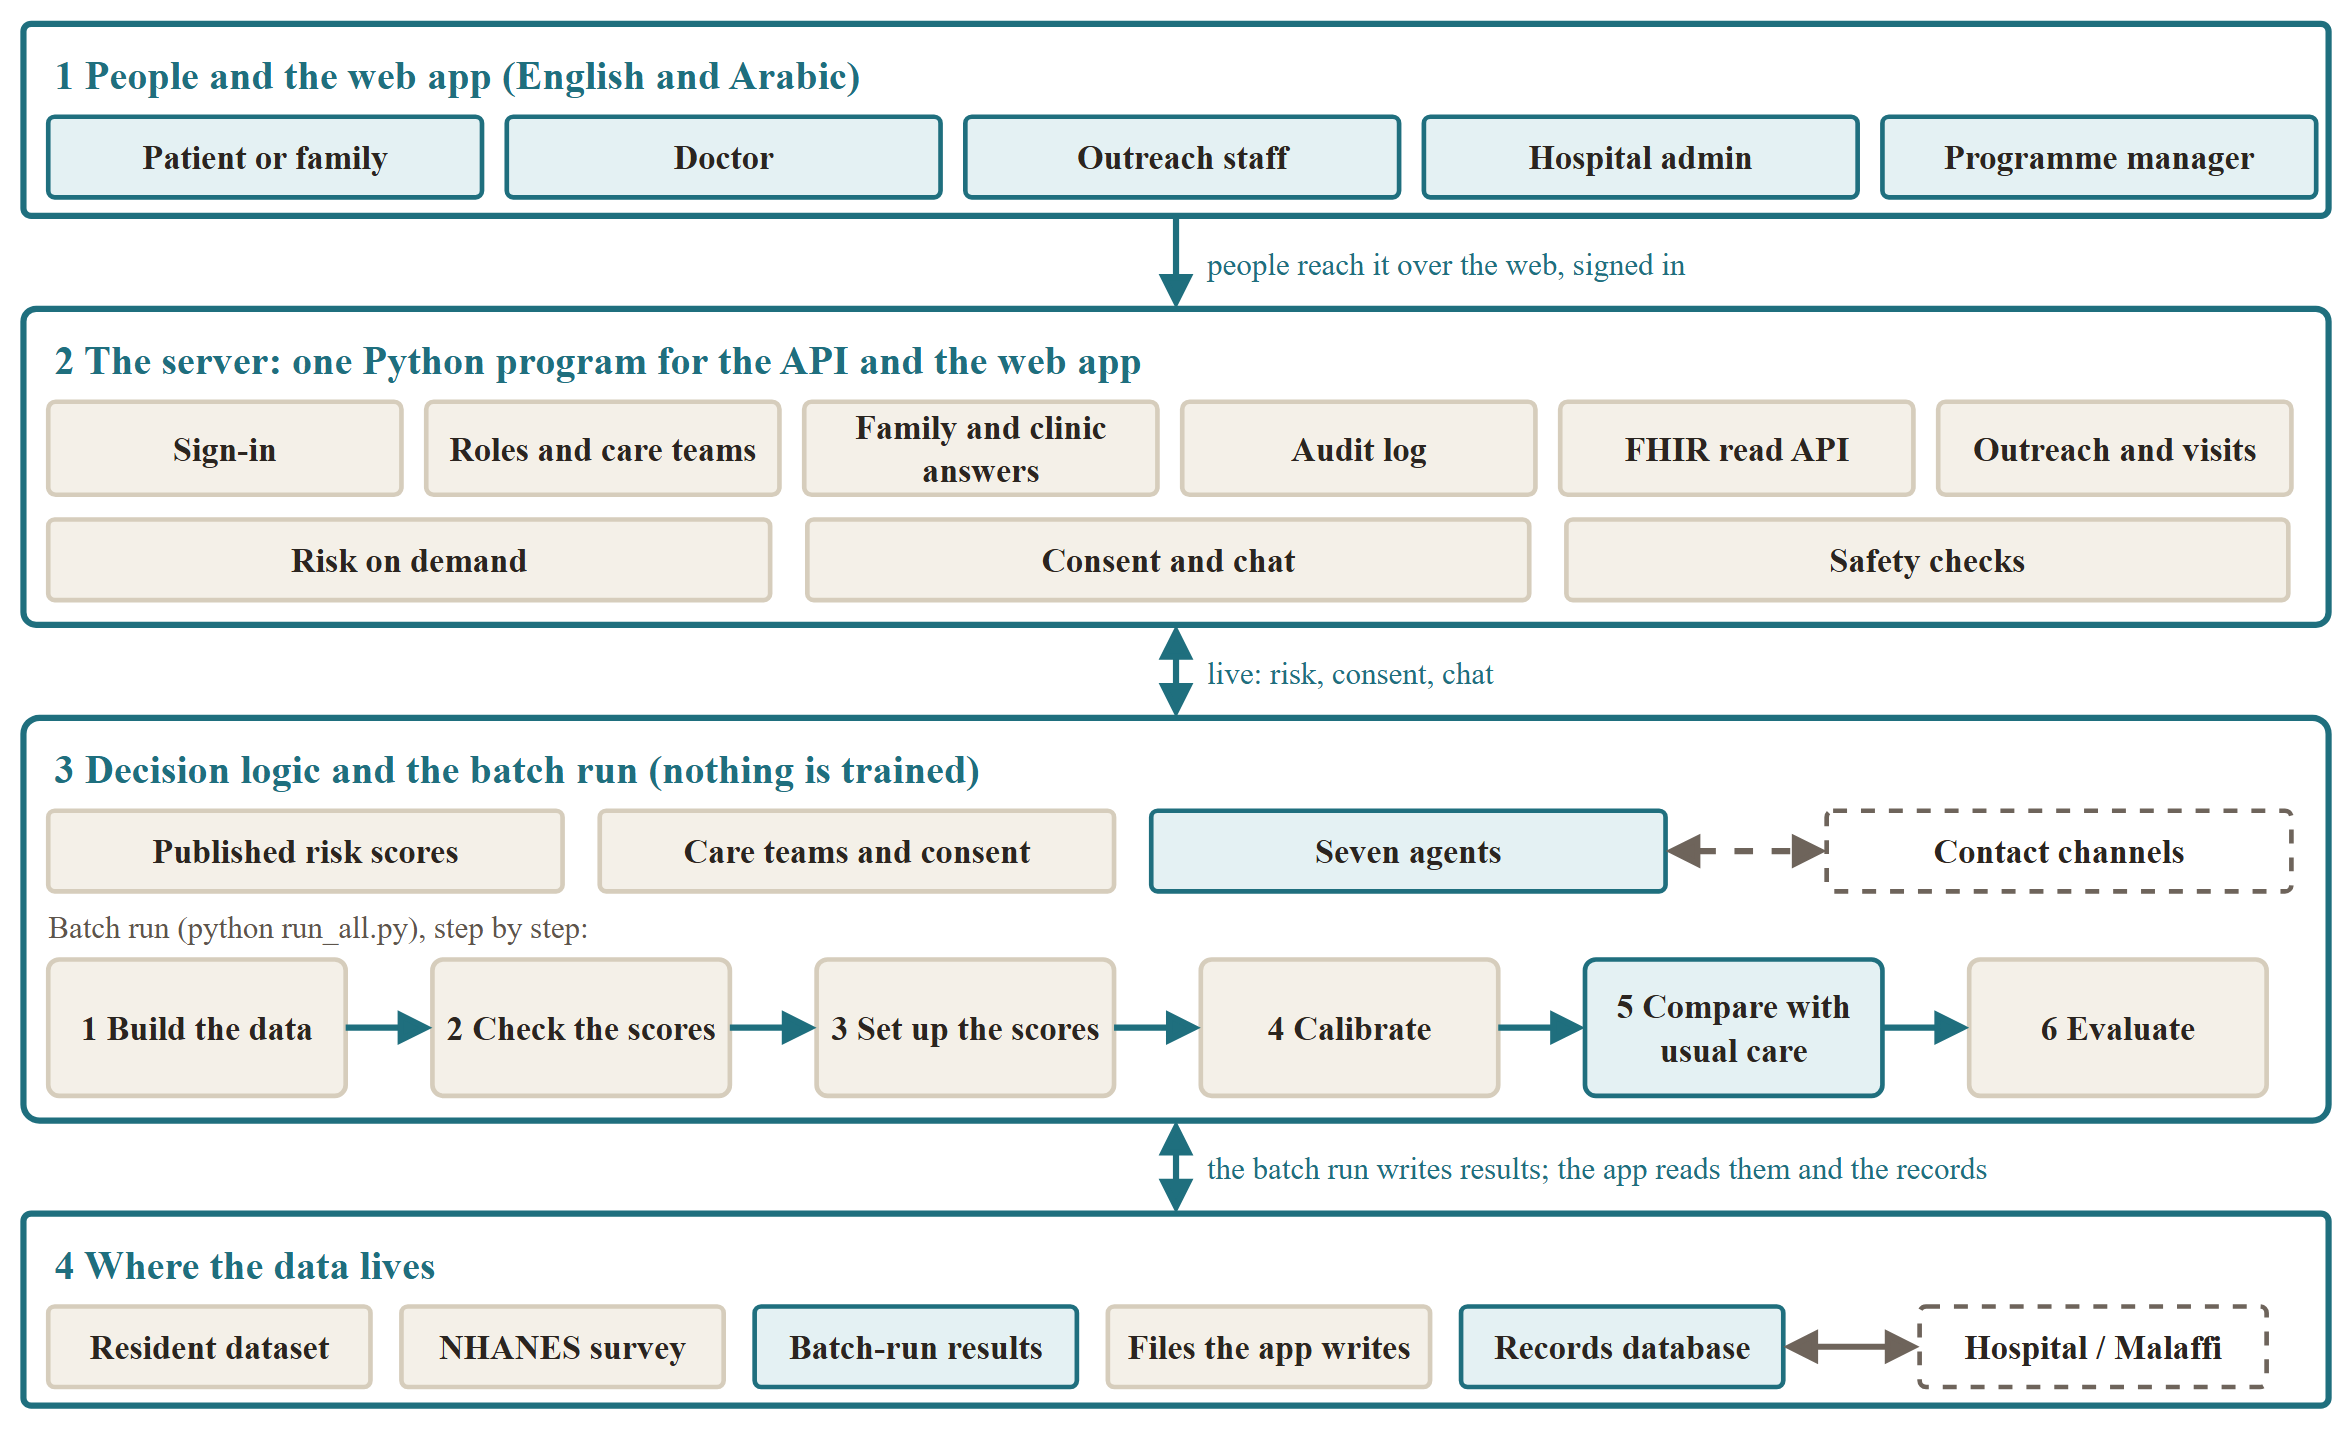 1 People and the web app (English and Arabic)
Patient or family
Doctor
Outreach staff
Hospital admin
Programme manager
people reach it over the web, signed in
2 The server: one Python program for the API and the web app
Sign-in
Roles and care teams
Family and clinic
answers
Audit log
FHIR read API
Outreach and visits
Risk on demand
Consent and chat
Safety checks
live: risk, consent, chat
3 Decision logic and the batch run (nothing is trained)
Published risk scores
Care teams and consent
Seven agents
Contact channels
Batch run (python run_all.py), step by step:
1 Build the data
2 Check the scores
3 Set up the scores
4 Calibrate
5 Compare with
usual care
6 Evaluate
the batch run writes results; the app reads them and the records
4 Where the data lives
Resident dataset
NHANES survey
Batch-run results
Files the app writes
Records database
Hospital / Malaffi